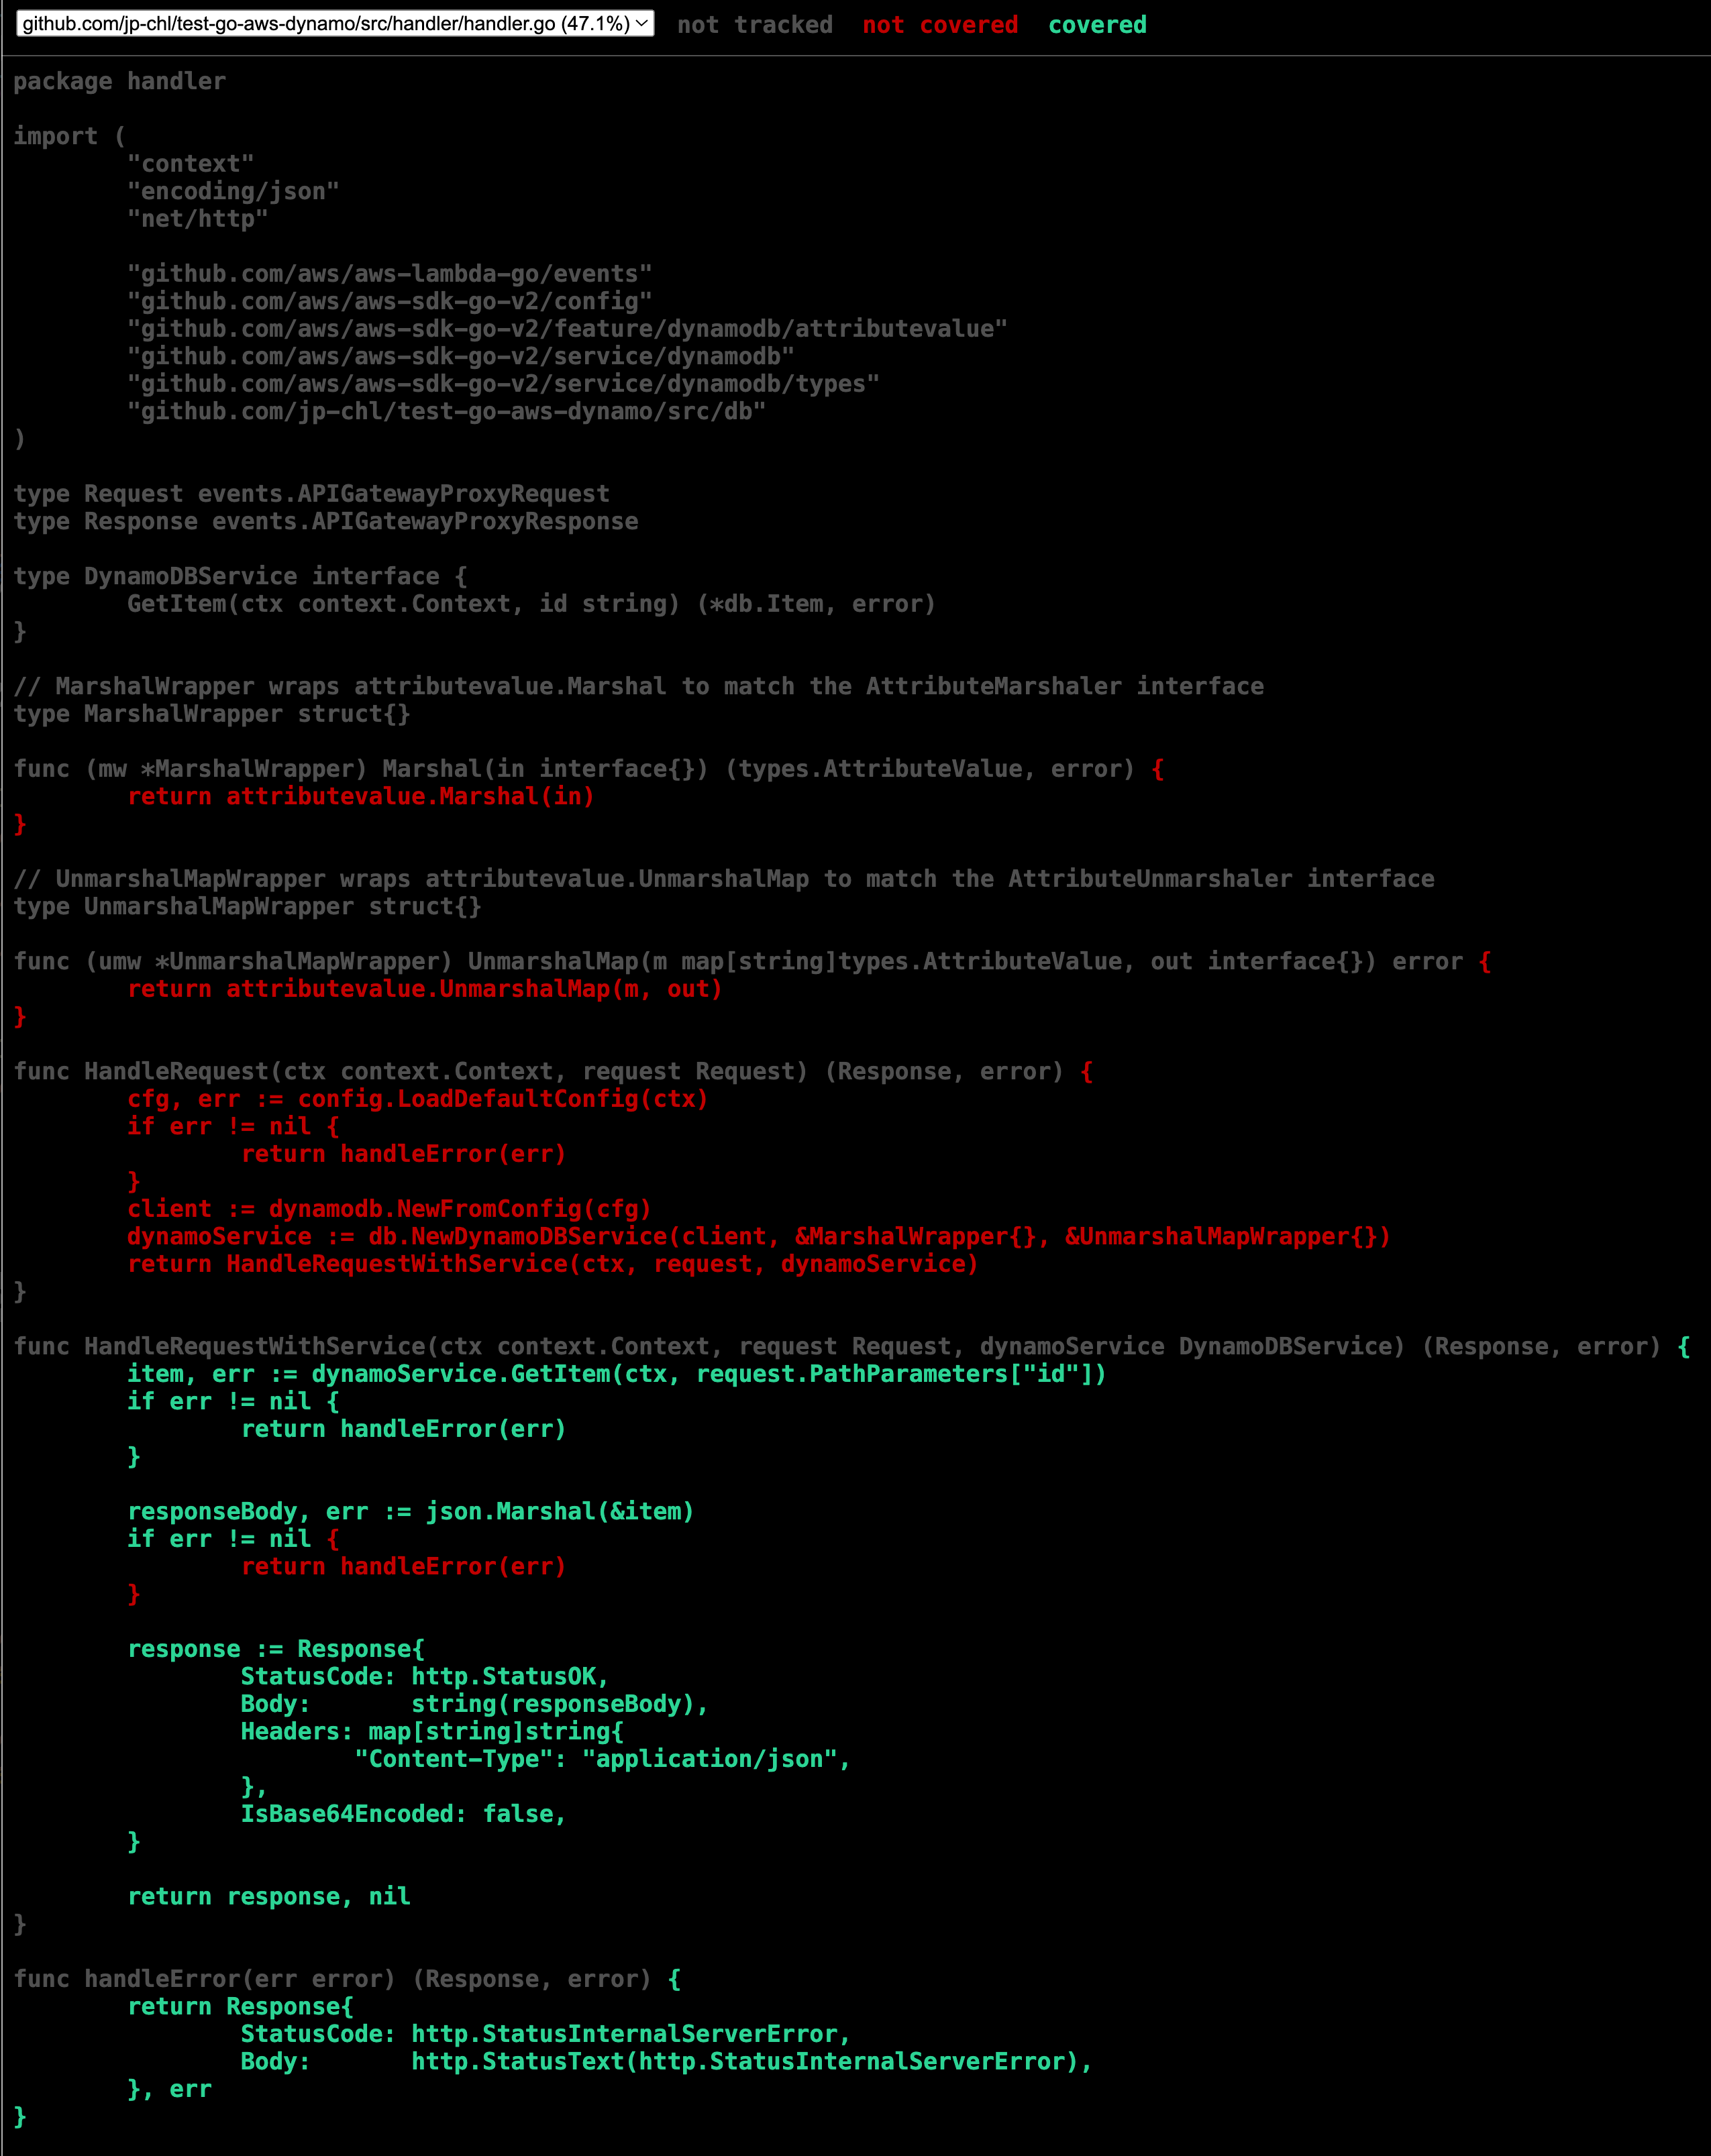 github.com/jp-chl/test-go-aws-dynamo/src/handler/handler.go (47.1%) not tracked not covered covered
package handler
import (
"context"
"encoding/json"
"net/http"
"github.com/aws/aws-lambda-go/events"
"github.com/aws/aws-sdk-go-v2/config"
"github.com/aws/aws-sdk-go-v2/feature/dynamodb/attributevalue"
"github.com/aws/aws-sdk-go-v2/service/dynamodb"
"github.com/aws/aws-sdk-go-v2/service/dynamodb/types"
"github.com/jp-chl/test-go-aws-dynamo/src/db"
)
type Request events.APIGatewayProxyRequest
type Response events.APIGatewayProxyResponse
type DynamoDBService interface {
GetItem(ctx context.Context, id string) (*db.Item, error)
}
// MarshalWrapper wraps attributevalue.Marshal to match the AttributeMarshaler interface
type MarshalWrapper struct{}
func (mw *MarshalWrapper) Marshal(in interface{}) (types.AttributeValue, error) {
return attributevalue.Marshal(in)
}
// UnmarshalMapWrapper wraps attributevalue.UnmarshalMap to match the AttributeUnmarshaler interface
type UnmarshalMapWrapper struct{}
func (umw *UnmarshalMapWrapper) UnmarshalMap(m map[string]types.AttributeValue, out interface{}) error {
return attributevalue.UnmarshalMap(m, out)
}
func HandleRequest(ctx context.Context, request Request) (Response, error) {
cfg, err := config.LoadDefaultConfig(ctx)
if err != nil {
return handleError(err)
}
client := dynamodb.NewFromConfig(cfg)
dynamoService := db.NewDynamoDBService(client, &MarshalWrapper{}, &UnmarshalMapWrapper{})
return HandleRequestWithService(ctx, request, dynamoService)
}
func HandleRequestWithService(ctx context.Context, request Request, dynamoService DynamoDBService) (Response, error) {
item, err := dynamoService.GetItem(ctx, request.PathParameters["id"])
if err != nil {
return handleError(err)
}
responseBody, err := json.Marshal(&item)
if err != nil {
return handleError(err)
}
response := Response{
StatusCode: http.StatusOK,
Body: string(responseBody),
Headers: map[string]string{
"Content-Type": "application/json",
},
IsBase64Encoded: false,
}
return response, nil
}
func handleError(err error) (Response, error) {
return Response{
StatusCode: http.StatusInternalServerError,
Body: http.StatusText(http.StatusInternalServerError),
}, err
}